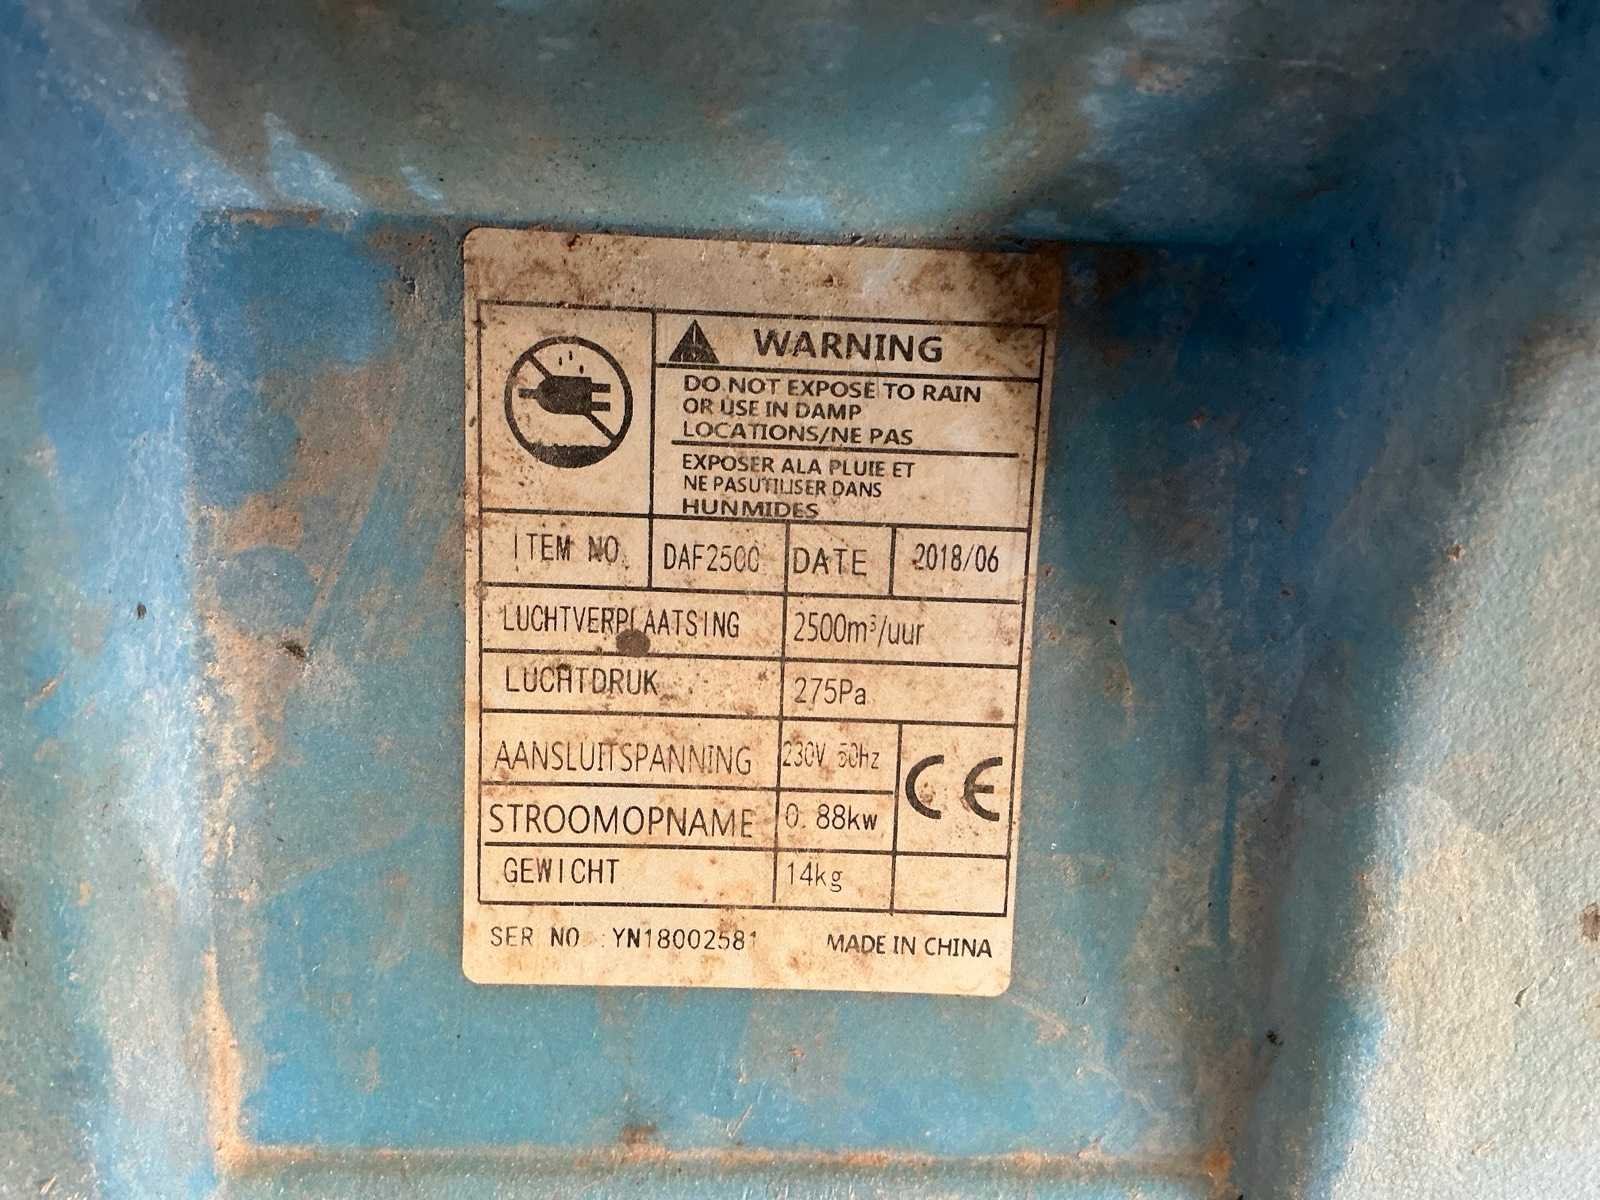 WARNING
DO NOT EXPOSE TO RAIN
OR USE IN DAMP
LOCATIONS/NE PAS
EXPOSER ALA PLUIE ET
NE PASUTILISER DANS
HUNMIDES
ITEM NO. DAF2500 DATE 2018/06
LUCHTVERPLAATSING 2500m³/uur
LUCHTDRUK 275Pa
AANSLUITSPANNING 230V 50Hz
STROOMOPNAME 0.88kw
CE
GEWICHT 14kg
SER NO :YN18002581 MADE IN CHINA